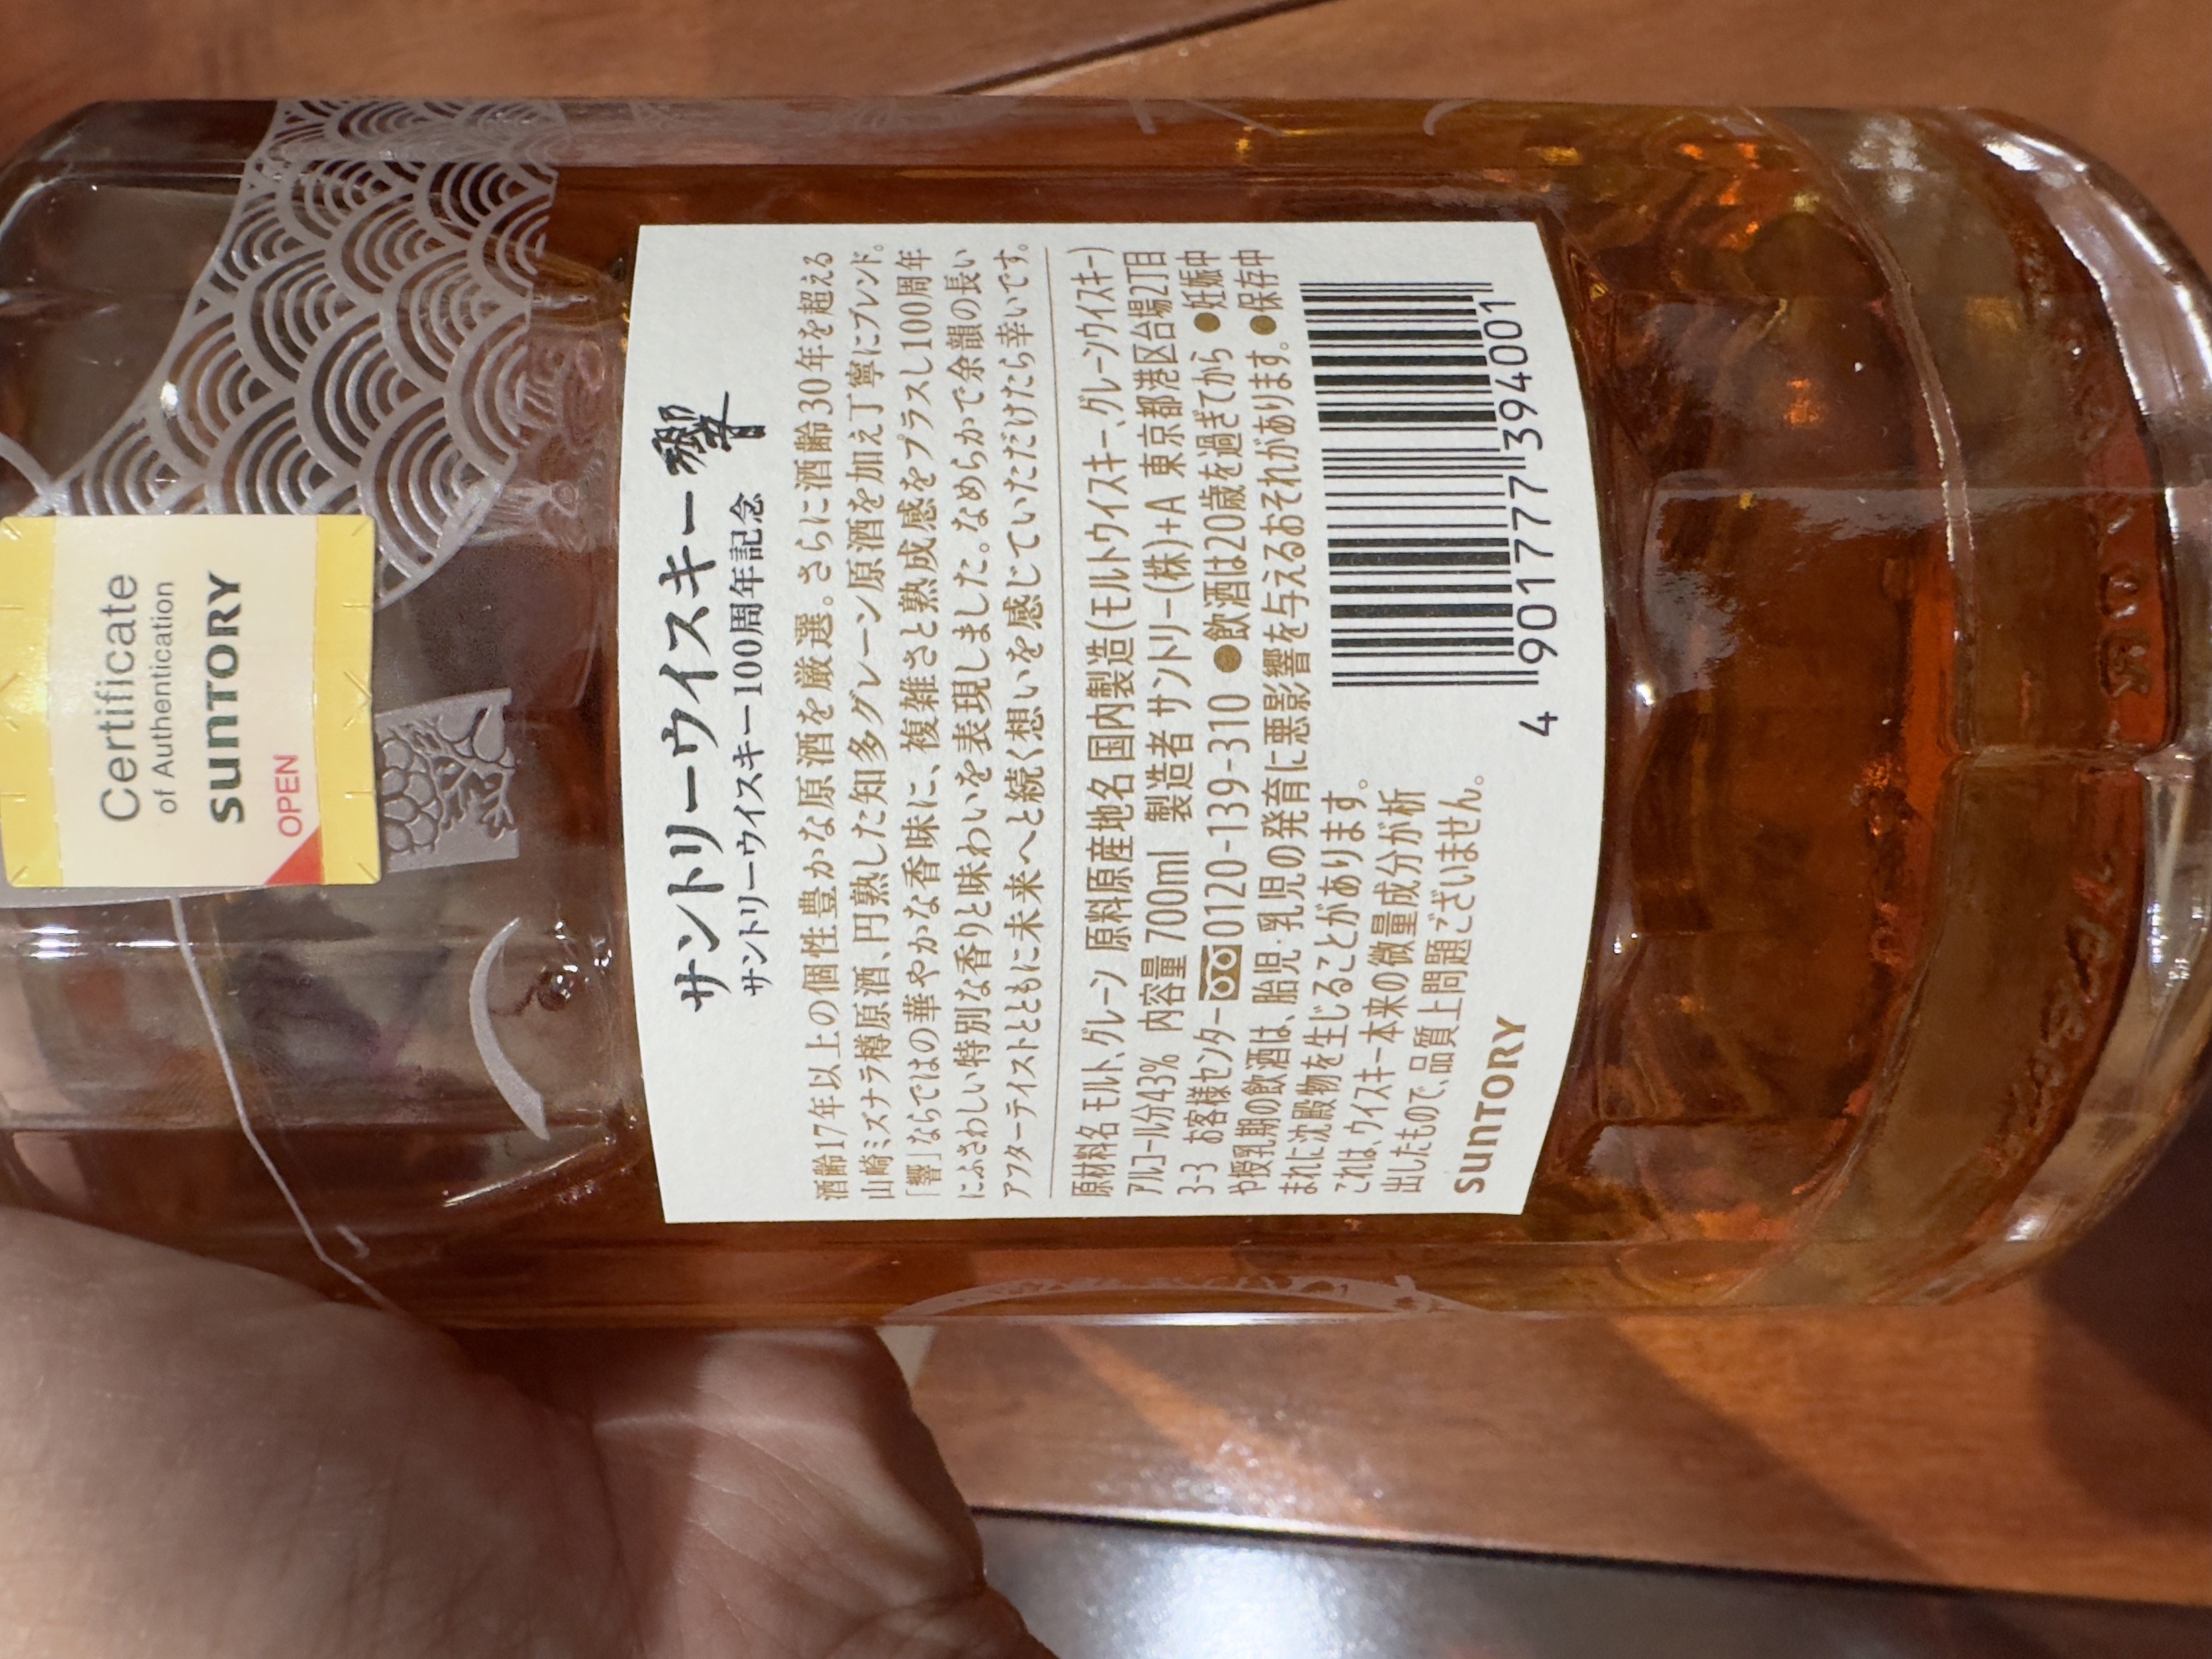 Certificate
of Authentication
SUNTORY
OPEN
サントリーウイスキー響
サントリーウイスキー100周年記念
酒齢17年以上の個性豊かな原酒を厳選。さらに酒齢30年を超える
山崎ミズナラ樽原酒、円熟した知多グレーン原酒を加え丁寧にブレンド。
「響」ならではの華やかな香味に、複雑さと熟成感をプラスし100周年
にふさわしい特別な香りと味わいを表現しました。なめらかで余韻の長い
アフターテイストとともに未来へと続く想いを感じていただけたら幸いです。
原材料名 モルト、グレーン 原料原産地名 国内製造(モルトウイスキー、グレーンウイスキー)
アルコール分43% 内容量 700ml 製造者 サントリー(株)+A 東京都港区台場2丁目
3-3 お客様センター 0120-139-310 ●飲酒は20歳を過ぎてから ●妊娠中
や授乳期の飲酒は、胎児・乳児の発育に悪影響を与えるおそれがあります。●保存中
まれに沈殿物を生じることがあります。
これは、ウイスキー本来の微量成分が析
出したもので、品質上問題ございません。
SUNTORY
4 901777 394001